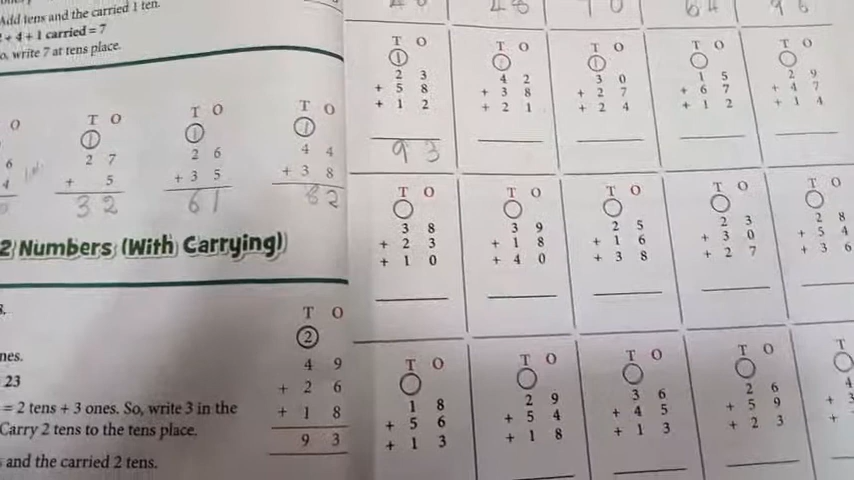 Add tens and the carried 1 ten.
+ 4 + 1 carried = 7
o, write 7 at tens place.
O
6
4
T O
1
2 7
+ 5
3 2
T O
1
2 6
+ 3 5
6 1
T O
1
4 4
+ 3 8
8 2
2 Numbers (With Carrying)
nes.
23
= 2 tens + 3 ones. So, write 3 in the
Carry 2 tens to the tens place.
and the carried 2 tens.
T O
2
4 9
+ 2 6
+ 1 8
9 3
48
64
T O
1
2 3
+ 5 8
+ 1 2
9 3
T O
1
4 2
+ 3 8
+ 2 1
T O
1
3 0
+ 2 7
+ 2 4
T O
1 5
+ 6 7
+ 1 2
T O
2 9
+ 4 7
+ 1 4
T O
3 8
+ 2 3
+ 1 0
T O
3 9
+ 1 8
+ 4 0
T O
2 5
+ 1 6
+ 3 8
T O
2 3
+ 3 0
+ 2 7
T O
2 8
+ 5 4
+ 3 6
T O
1 8
+ 5 6
+ 1 3
T O
2 9
+ 5 4
+ 1 8
T O
3 6
+ 4 5
+ 1 3
T O
2 6
+ 5 9
+ 2 3
T
4
+ 3
+